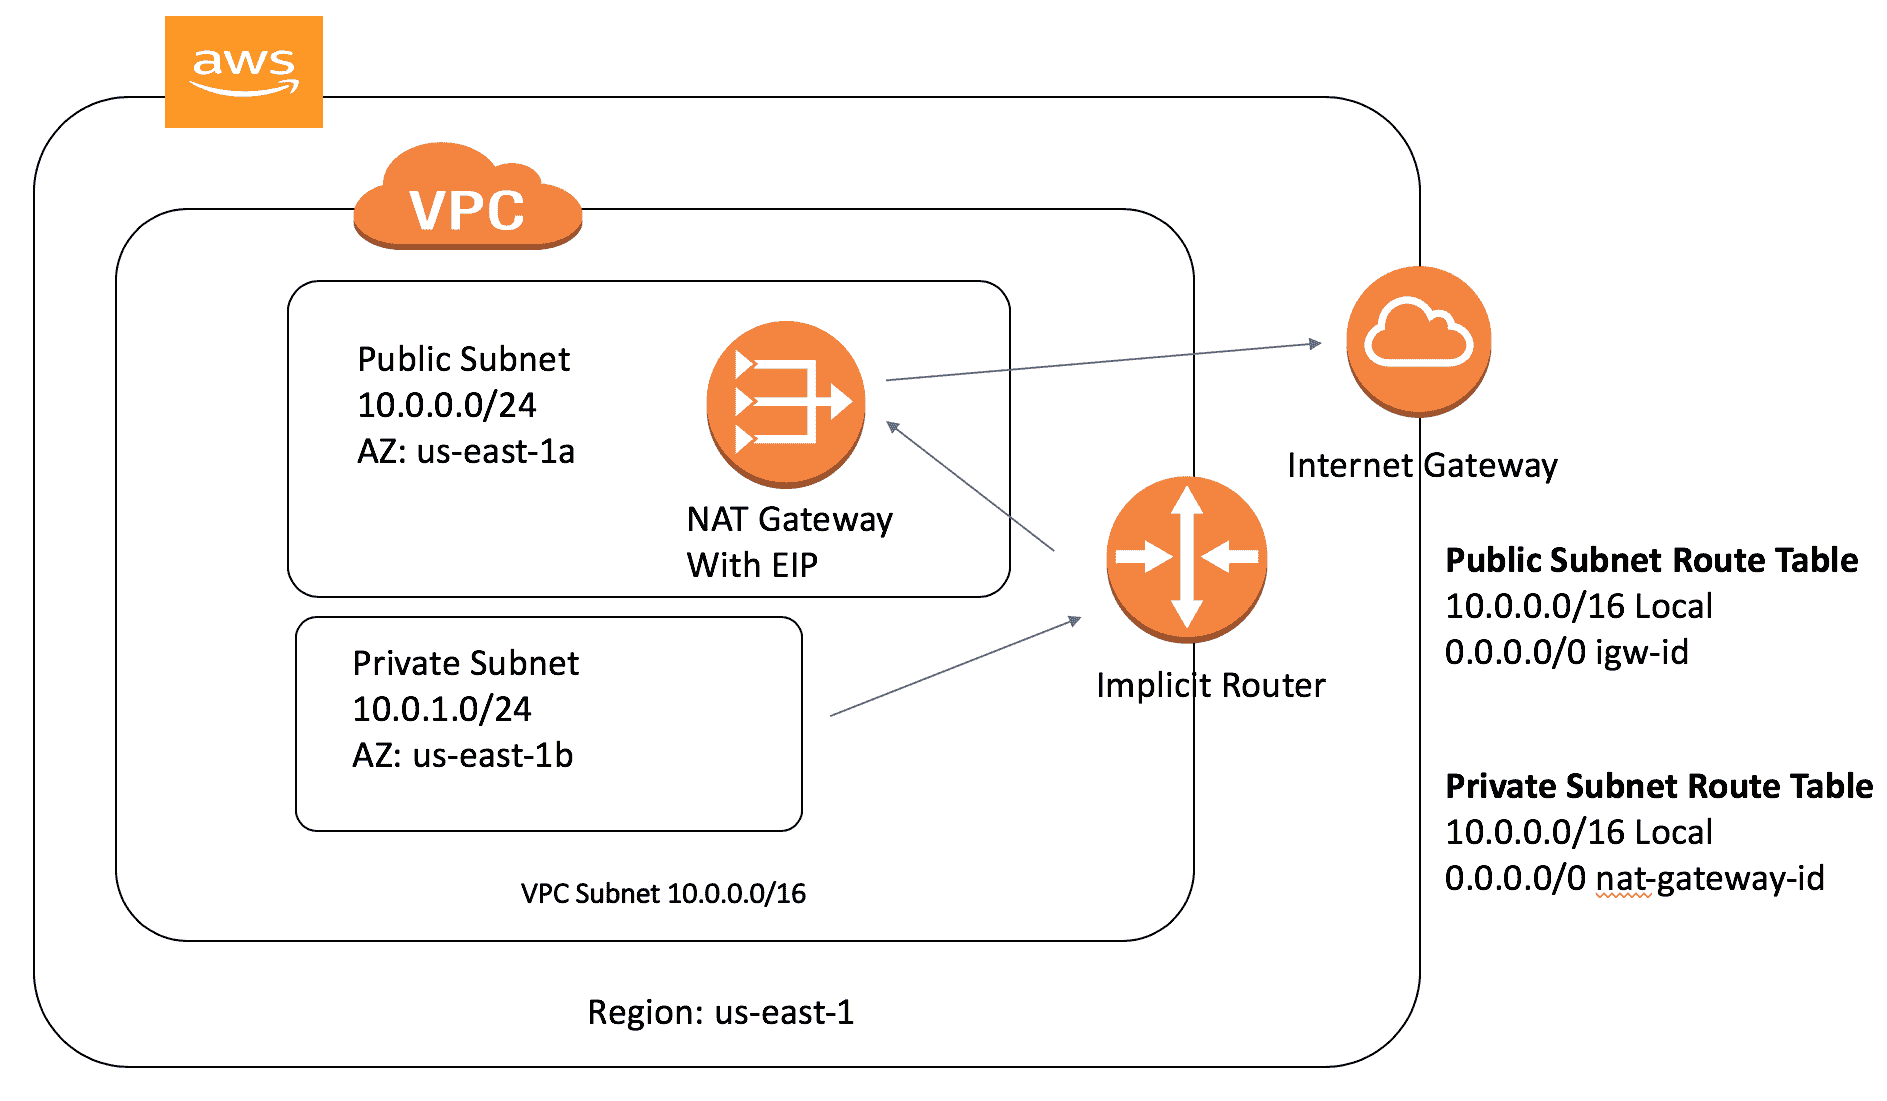 aws
VPC
Public Subnet
10.0.0.0/24
AZ: us-east-1a
NAT Gateway
With EIP
Internet Gateway
Implicit Router
Private Subnet
10.0.1.0/24
AZ: us-east-1b
VPC Subnet 10.0.0.0/16
Region: us-east-1
Public Subnet Route Table
10.0.0.0/16 Local
0.0.0.0/0 igw-id
Private Subnet Route Table
10.0.0.0/16 Local
0.0.0.0/0 nat-gateway-id